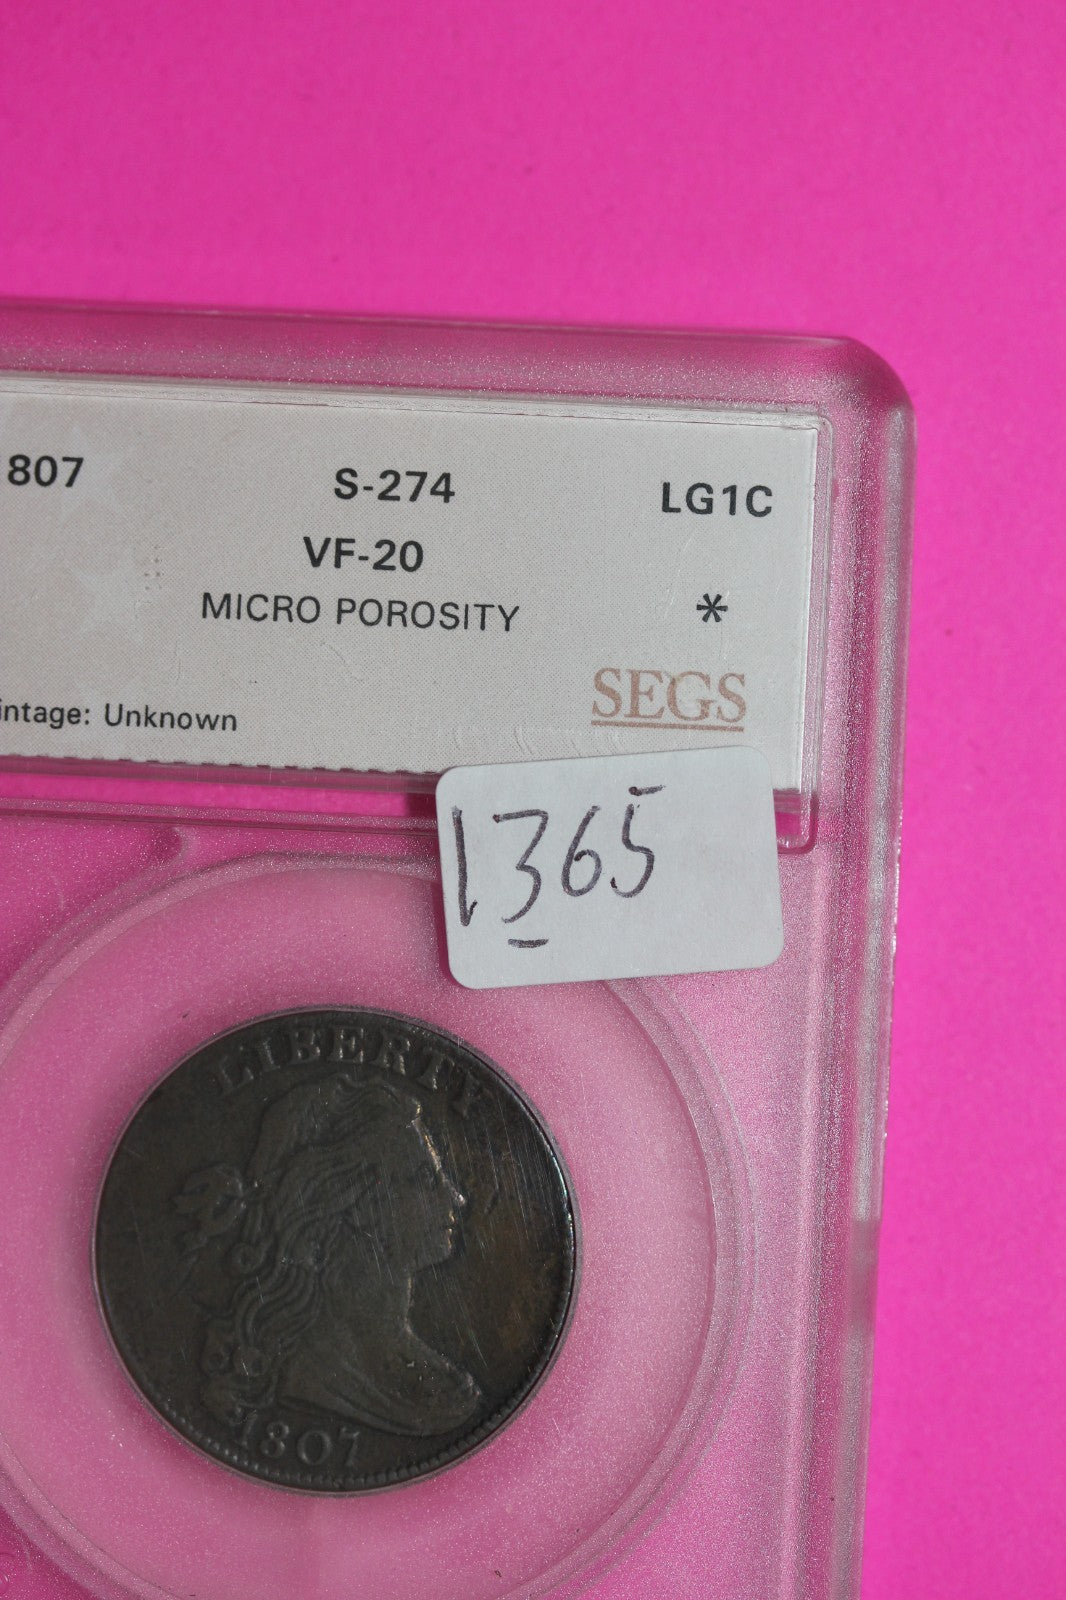 807 S-274 LG1C
VF-20
MICRO POROSITY *
SEGS
intage: Unknown
1365
LIBERTY
1807